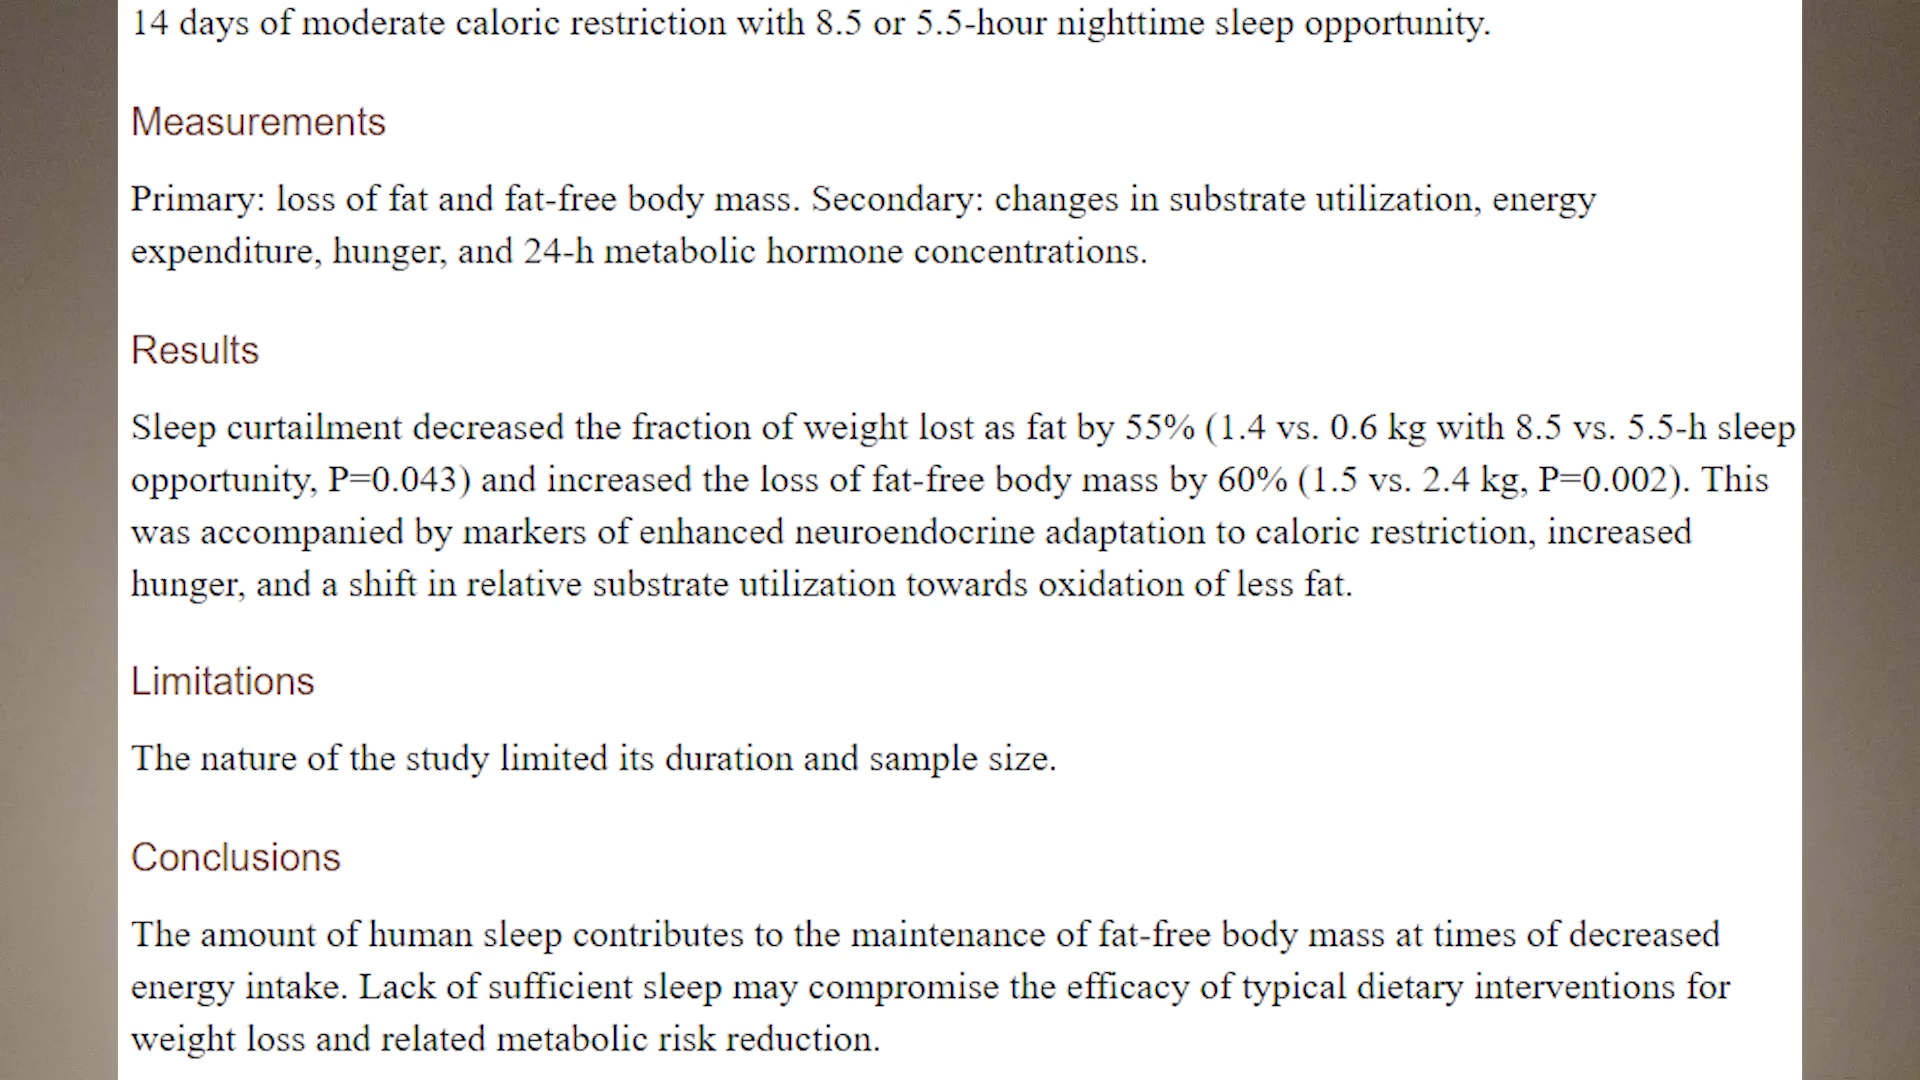 14 days of moderate caloric restriction with 8.5 or 5.5-hour nighttime sleep opportunity.
Measurements
Primary: loss of fat and fat-free body mass. Secondary: changes in substrate utilization, energy
expenditure, hunger, and 24-h metabolic hormone concentrations.
Results
Sleep curtailment decreased the fraction of weight lost as fat by 55% (1.4 vs. 0.6 kg with 8.5 vs. 5.5-h sleep
opportunity, P=0.043) and increased the loss of fat-free body mass by 60% (1.5 vs. 2.4 kg, P=0.002). This
was accompanied by markers of enhanced neuroendocrine adaptation to caloric restriction, increased
hunger, and a shift in relative substrate utilization towards oxidation of less fat.
Limitations
The nature of the study limited its duration and sample size.
Conclusions
The amount of human sleep contributes to the maintenance of fat-free body mass at times of decreased
energy intake. Lack of sufficient sleep may compromise the efficacy of typical dietary interventions for
weight loss and related metabolic risk reduction.